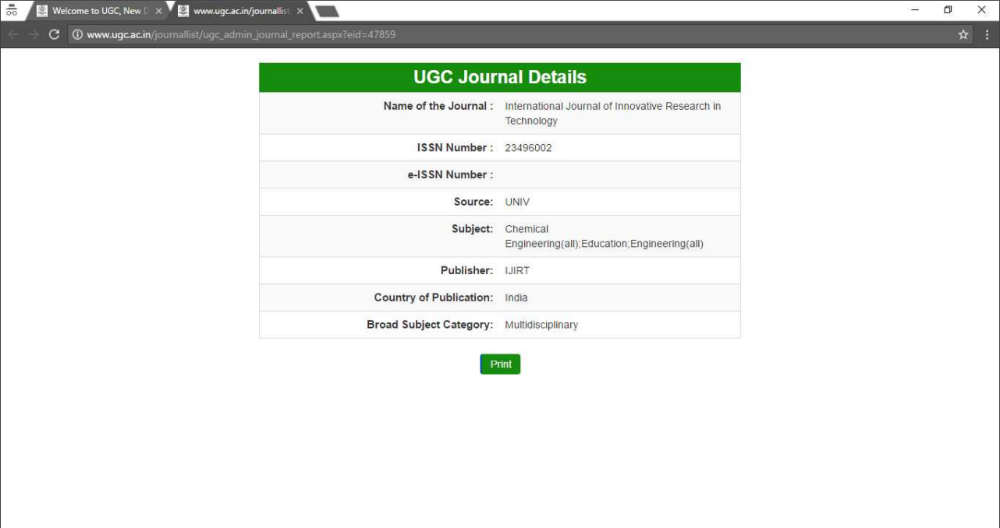 Welcome to UGC, New D
www.ugc.ac.in/journallist
www.ugc.ac.in/journallist/ugc_admin_journal_report.aspx?eid=47859
UGC Journal Details
Name of the Journal : International Journal of Innovative Research in
Technology
ISSN Number : 23496002
e-ISSN Number :
Source: UNIV
Subject: Chemical
Engineering(all);Education;Engineering(all)
Publisher: IJIRT
Country of Publication: India
Broad Subject Category: Multidisciplinary
Print